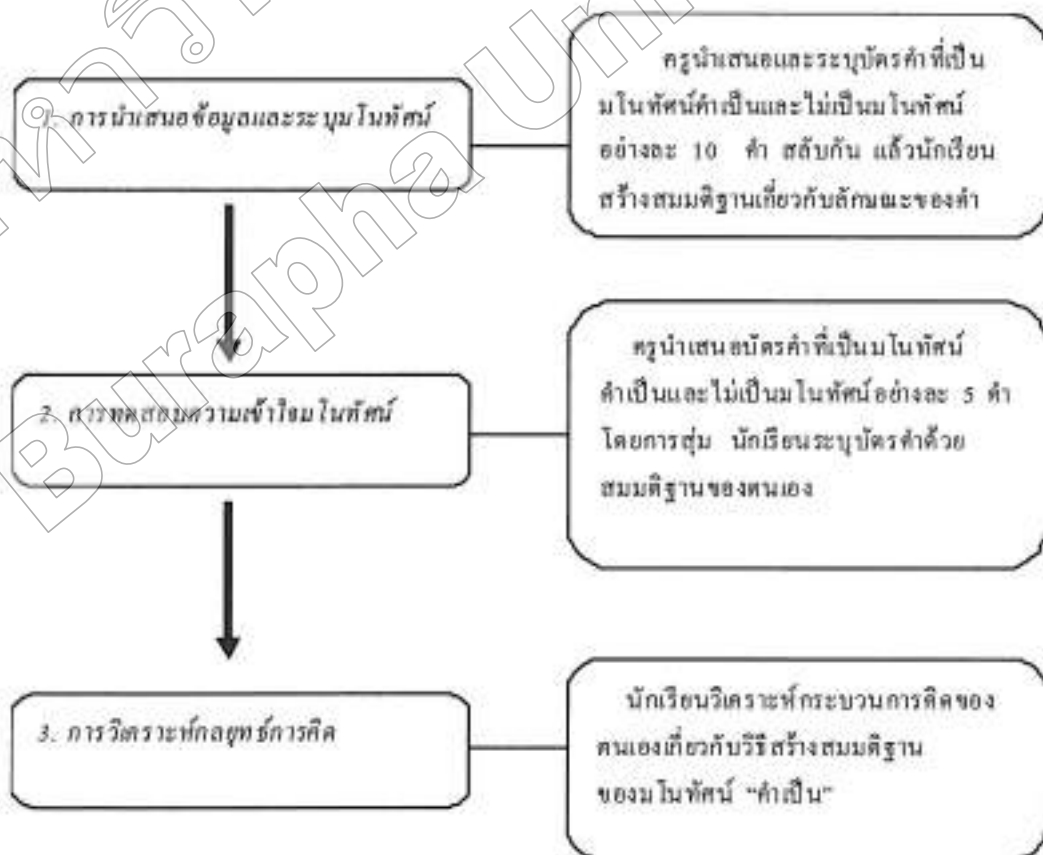 1. การนำเสนอข้อมูลและระบุมโนทัศน์
ครูนำเสนอและระบุบัตรคำที่เป็น
มโนทัศน์คำเป็นและไม่เป็นมโนทัศน์
อย่างละ 10 คำ สลับกัน แล้วนักเรียน
สร้างสมมติฐานเกี่ยวกับลักษณะของคำ
2. การทดสอบความเข้าใจมโนทัศน์
ครูนำเสนอบัตรคำที่เป็นมโนทัศน์
คำเป็นและไม่เป็นมโนทัศน์อย่างละ 5 คำ
โดยการสุ่ม นักเรียนระบุบัตรคำด้วย
สมมติฐานของตนเอง
3. การวิเคราะห์กลยุทธ์การคิด
นักเรียนวิเคราะห์กระบวนการคิดของ
ตนเองเกี่ยวกับวิธีสร้างสมมติฐาน
ของมโนทัศน์ "คำเป็น"
Burapha Uni